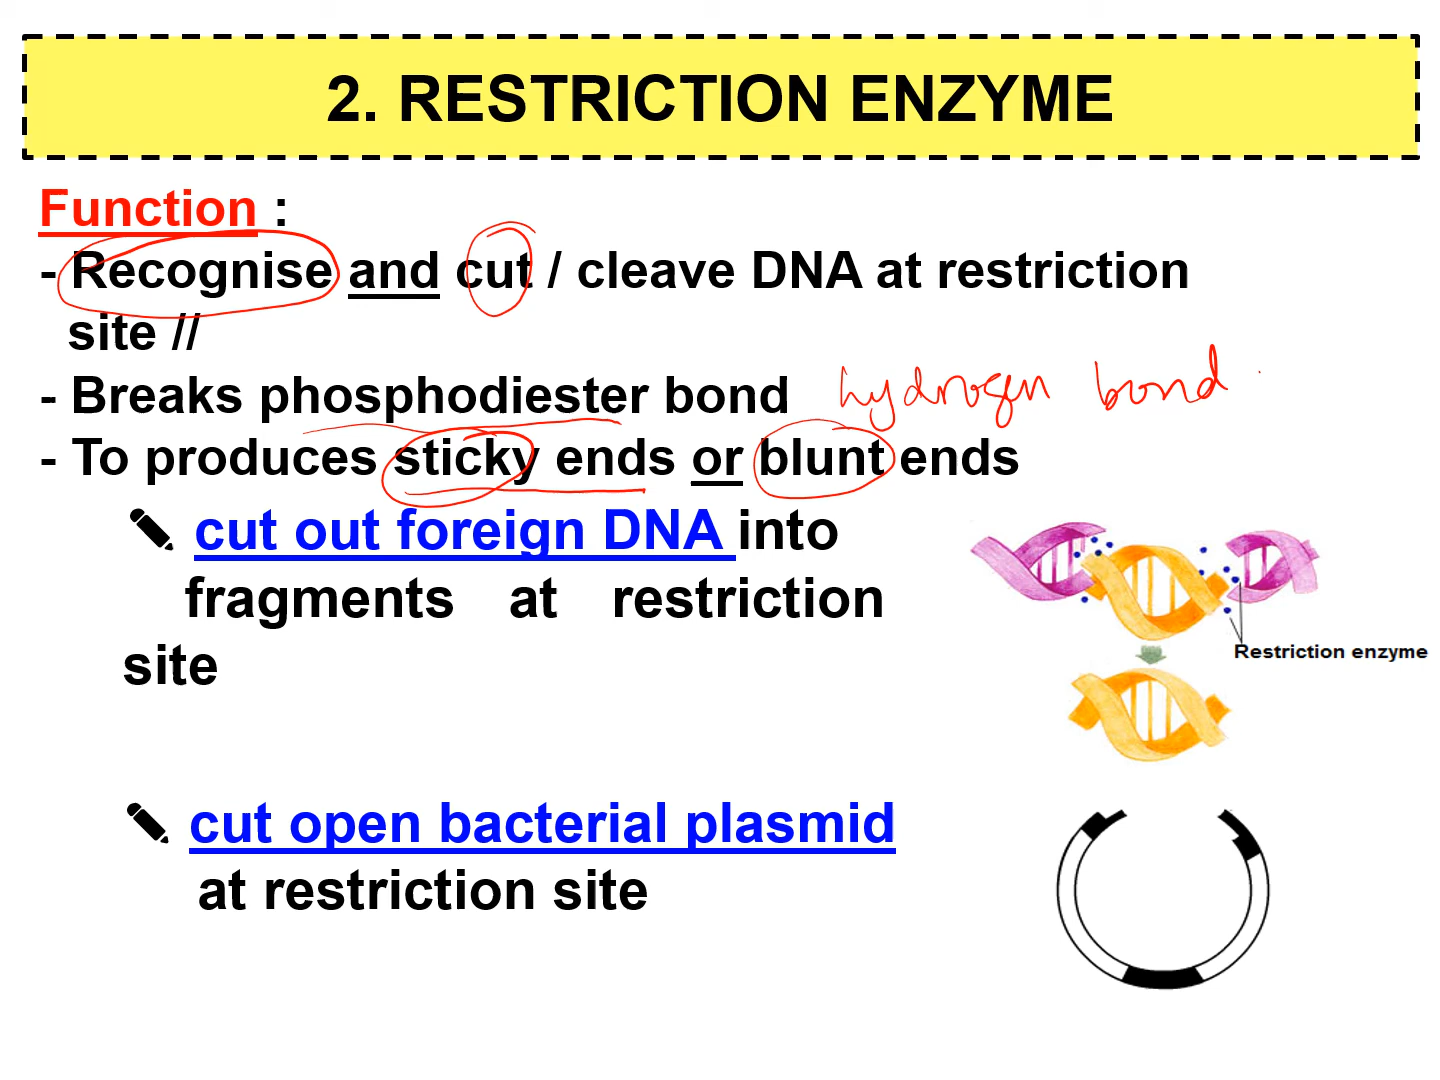 2. RESTRICTION ENZYME
Function :
- Recognise and cut / cleave DNA at restriction
site //
- Breaks phosphodiester bond hydrogen bond
- To produces sticky ends or blunt ends
cut out foreign DNA into
fragments at restriction
site
Restriction enzyme
cut open bacterial plasmid
at restriction site